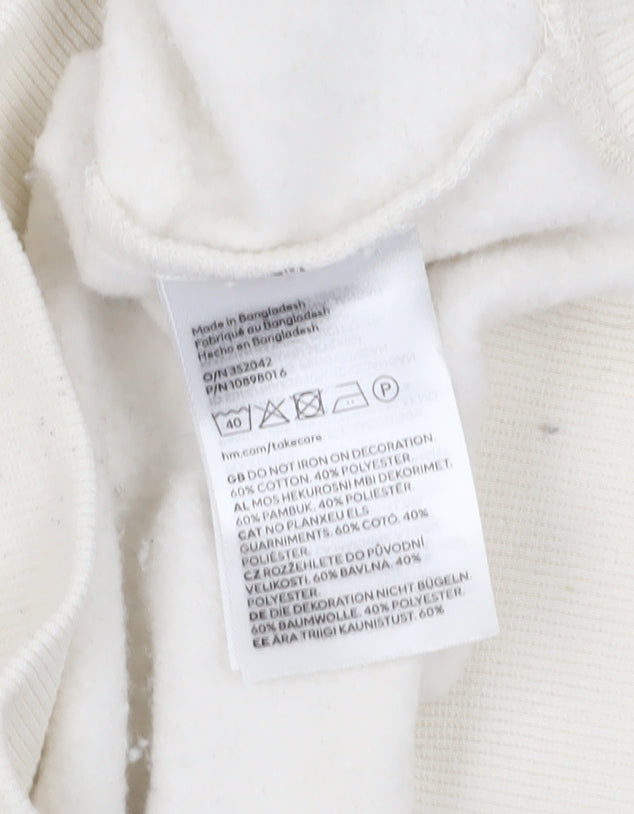 Made in Bangladesh
Fabriqué au Bangladesh
Hecho en Bangladesh
O/N 352042
P/N 10898016
40 P
hm.com/takecare
GB DO NOT IRON ON DECORATION.
60% COTTON, 40% POLYESTER.
AL MOS HEKUROSNI MBI DEKORIMET.
60% PAMBUK, 40% POLIESTER.
CAT NO PLANXEU ELS
GUARNIMENTS. 60% COTÓ, 40%
POLIÈSTER.
CZ ROZŽEHLETE DO PŮVODNÍ
VELIKOSTI. 60% BAVLNA, 40%
POLYESTER.
DE DIE DEKORATION NICHT BÜGELN.
60% BAUMWOLLE, 40% POLYESTER.
EE ÄRA TRIIGI KAUNISTUST. 60%